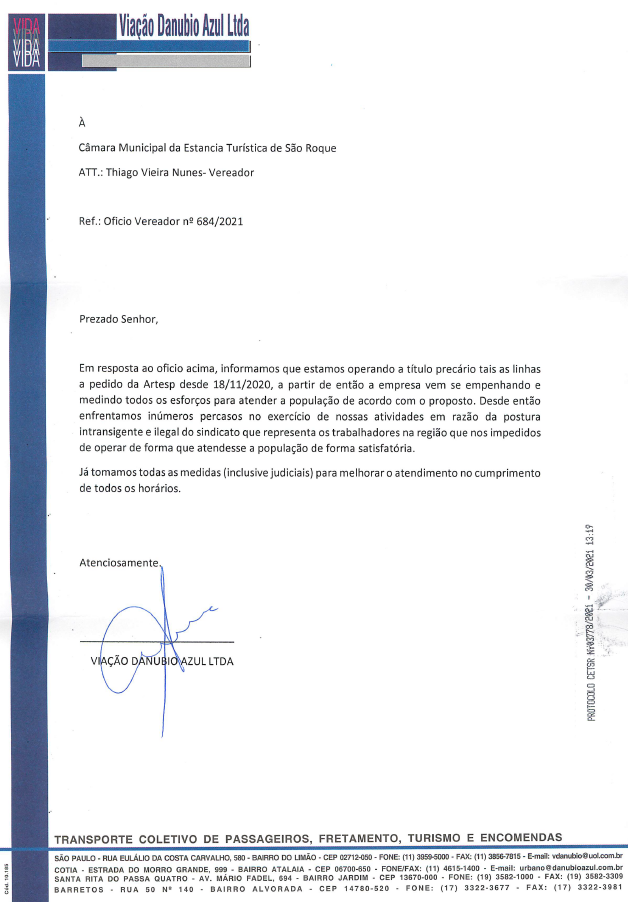 VIDA
VIDA
VIDA
Viação Danubio Azul Ltda
À
Câmara Municipal da Estancia Turística de São Roque
ATT.: Thiago Vieira Nunes- Vereador
Ref.: Oficio Vereador nº 684/2021
Prezado Senhor,
Em resposta ao oficio acima, informamos que estamos operando a título precário tais as linhas
a pedido da Artesp desde 18/11/2020, a partir de então a empresa vem se empenhando e
medindo todos os esforços para atender a população de acordo com o proposto. Desde então
enfrentamos inúmeros percasos no exercício de nossas atividades em razão da postura
intransigente e ilegal do sindicato que representa os trabalhadores na região que nos impedidos
de operar de forma que atendesse a população de forma satisfatória.
Já tomamos todas as medidas (inclusive judiciais) para melhorar o atendimento no cumprimento
de todos os horários.
Atenciosamente
VIAÇÃO DANUBIO AZUL LTDA
PROTOCOLO CETSR Nº03778/2021 - 30/03/2021 13:19
TRANSPORTE COLETIVO DE PASSAGEIROS, FRETAMENTO, TURISMO E ENCOMENDAS
SÃO PAULO - RUA EULÁLIO DA COSTA CARVALHO, 580 - BAIRRO DO LIMÃO - CEP 02712-050 - FONE: (11) 3959-5000 - FAX: (11) 3856-7815 - E-mail: vdanubio@uol.com.br
COTIA - ESTRADA DO MORRO GRANDE, 999 - BAIRRO ATALAIA - CEP 06700-650 - FONE/FAX: (11) 4615-1400 - E-mail: urbano@danubioazul.com.br
SANTA RITA DO PASSA QUATRO - AV. MÁRIO FADEL, 694 - BAIRRO JARDIM - CEP 13670-000 - FONE: (19) 3582-1000 - FAX: (19) 3582-3309
BARRETOS - RUA 50 Nº 140 - BAIRRO ALVORADA - CEP 14780-520 - FONE: (17) 3322-3677 - FAX: (17) 3322-3981
Cód. 10.185